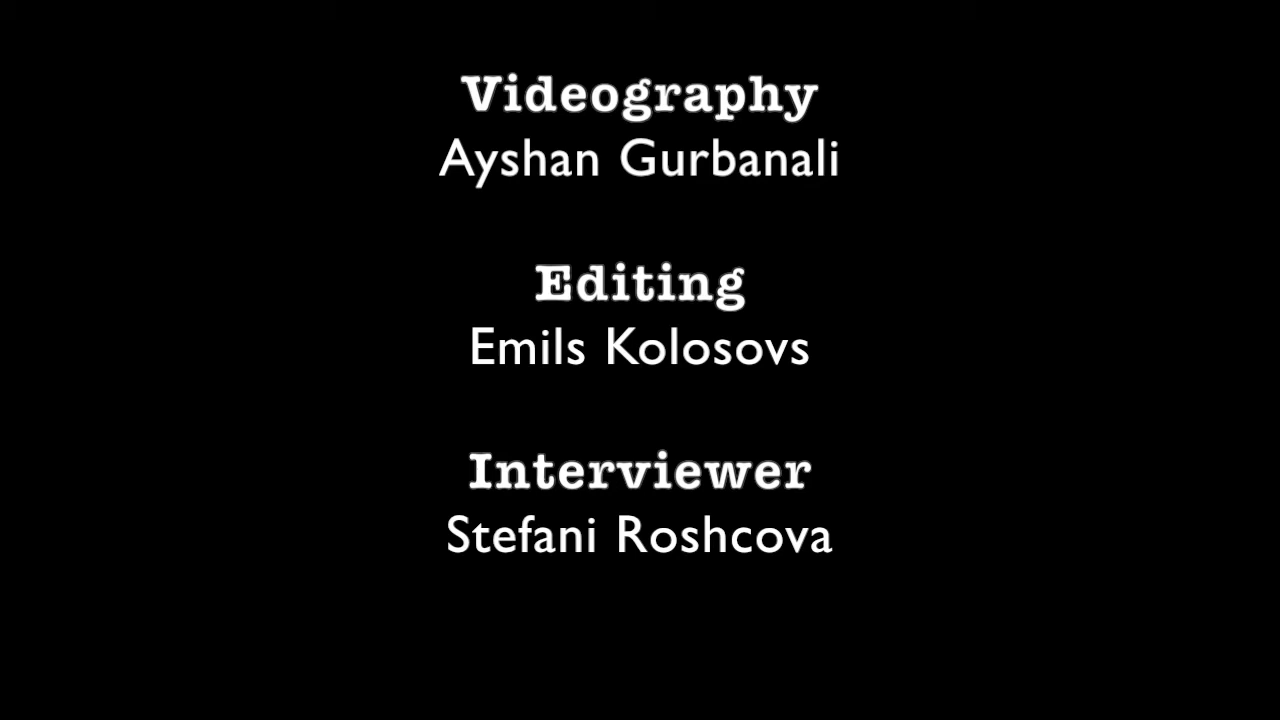 Videography
Ayshan Gurbanali
Editing
Emils Kolosovs
Interviewer
Stefani Roshcova